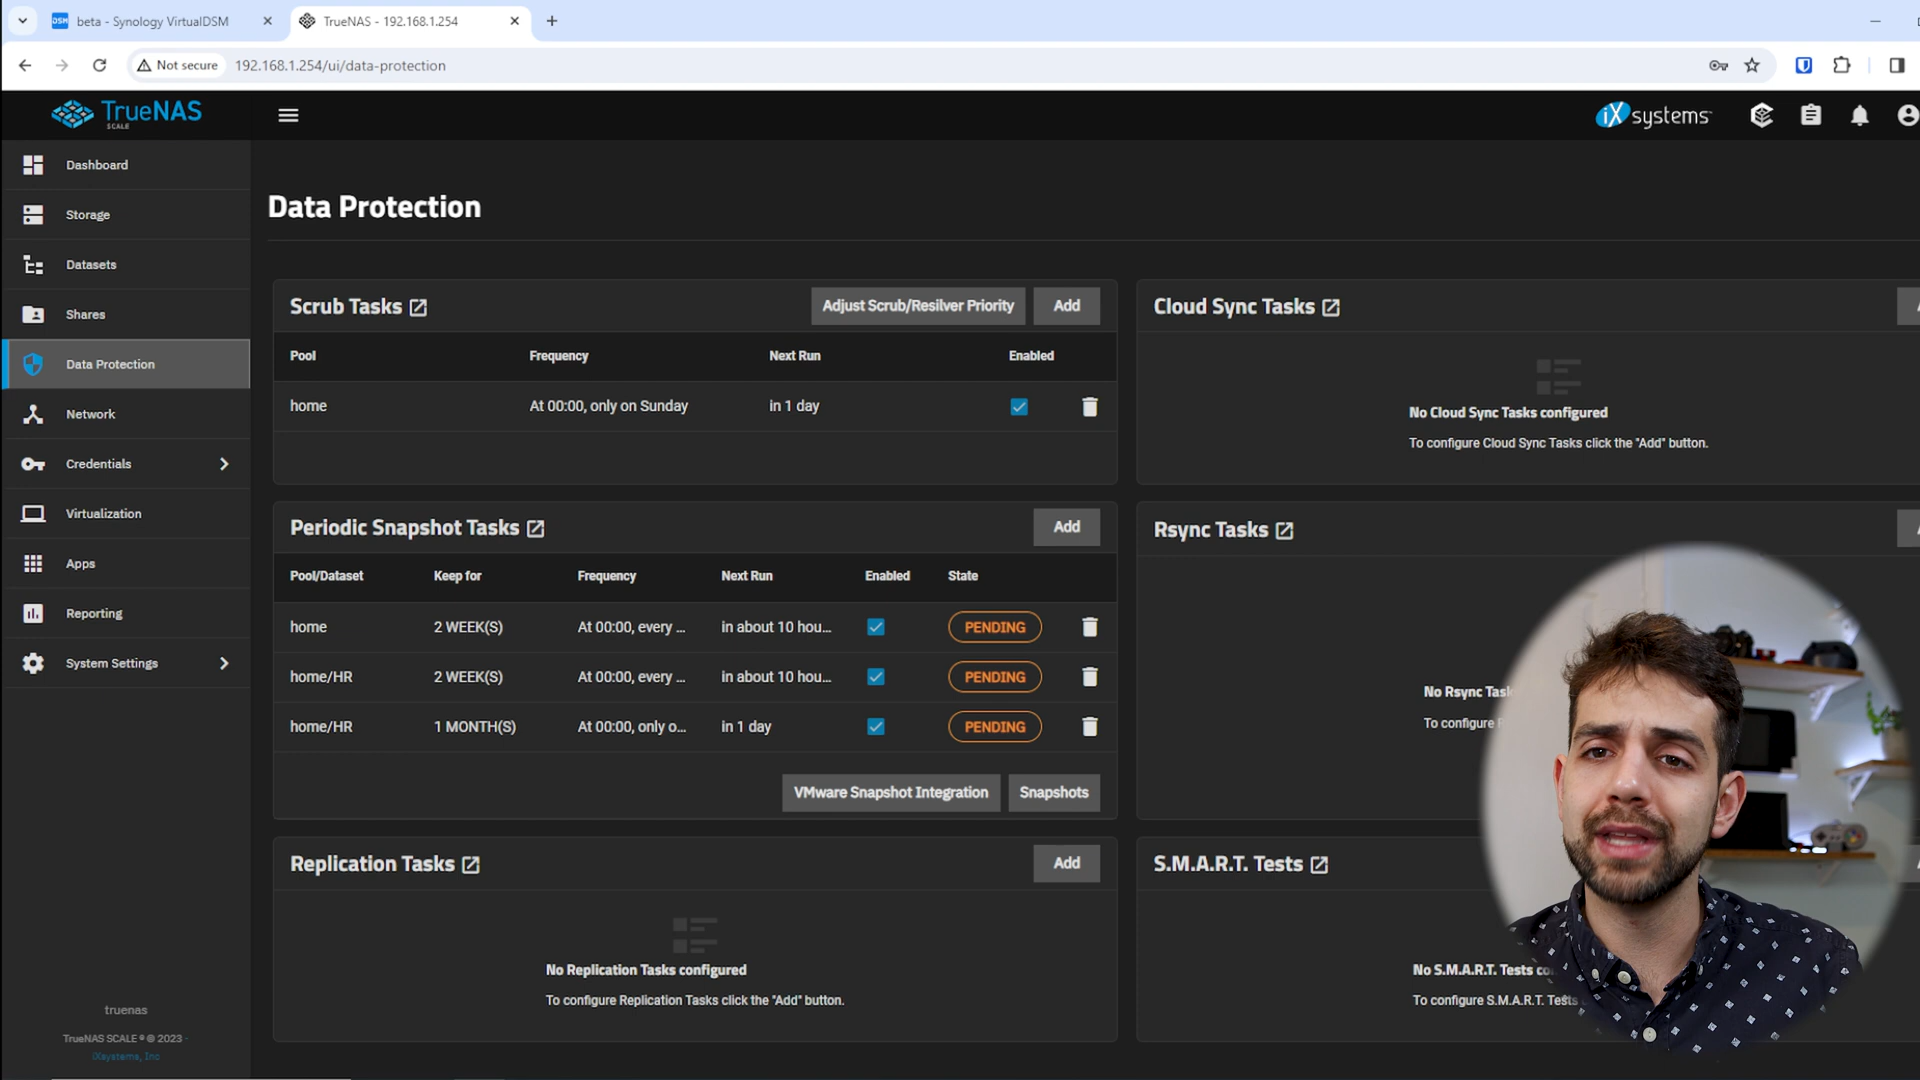 beta - Synology VirtualDSM
TrueNAS - 192.168.1.254
Not secure
192.168.1.254/ui/data-protection
TrueNAS
SCALE
iXsystems
Dashboard
Storage
Datasets
Shares
Data Protection
Network
Credentials
Virtualization
Apps
Reporting
System Settings
truenas
TrueNAS SCALE ® © 2023 -
iXsystems, Inc
Data Protection
Scrub Tasks
Adjust Scrub/Resilver Priority
Add
Pool Frequency Next Run Enabled
home At 00:00, only on Sunday in 1 day
Periodic Snapshot Tasks
Add
Pool/Dataset Keep for Frequency Next Run Enabled State
home 2 WEEK(S) At 00:00, every ... in about 10 hou... PENDING
home/HR 2 WEEK(S) At 00:00, every ... in about 10 hou... PENDING
home/HR 1 MONTH(S) At 00:00, only o... in 1 day PENDING
VMware Snapshot Integration
Snapshots
Replication Tasks
Add
No Replication Tasks configured
To configure Replication Tasks click the "Add" button.
Cloud Sync Tasks
No Cloud Sync Tasks configured
To configure Cloud Sync Tasks click the "Add" button.
Rsync Tasks
No Rsync
To configure
S.M.A.R.T. Tests
No S.M.A.R.T. Tests
To configure S.M.A.R.T. Tests